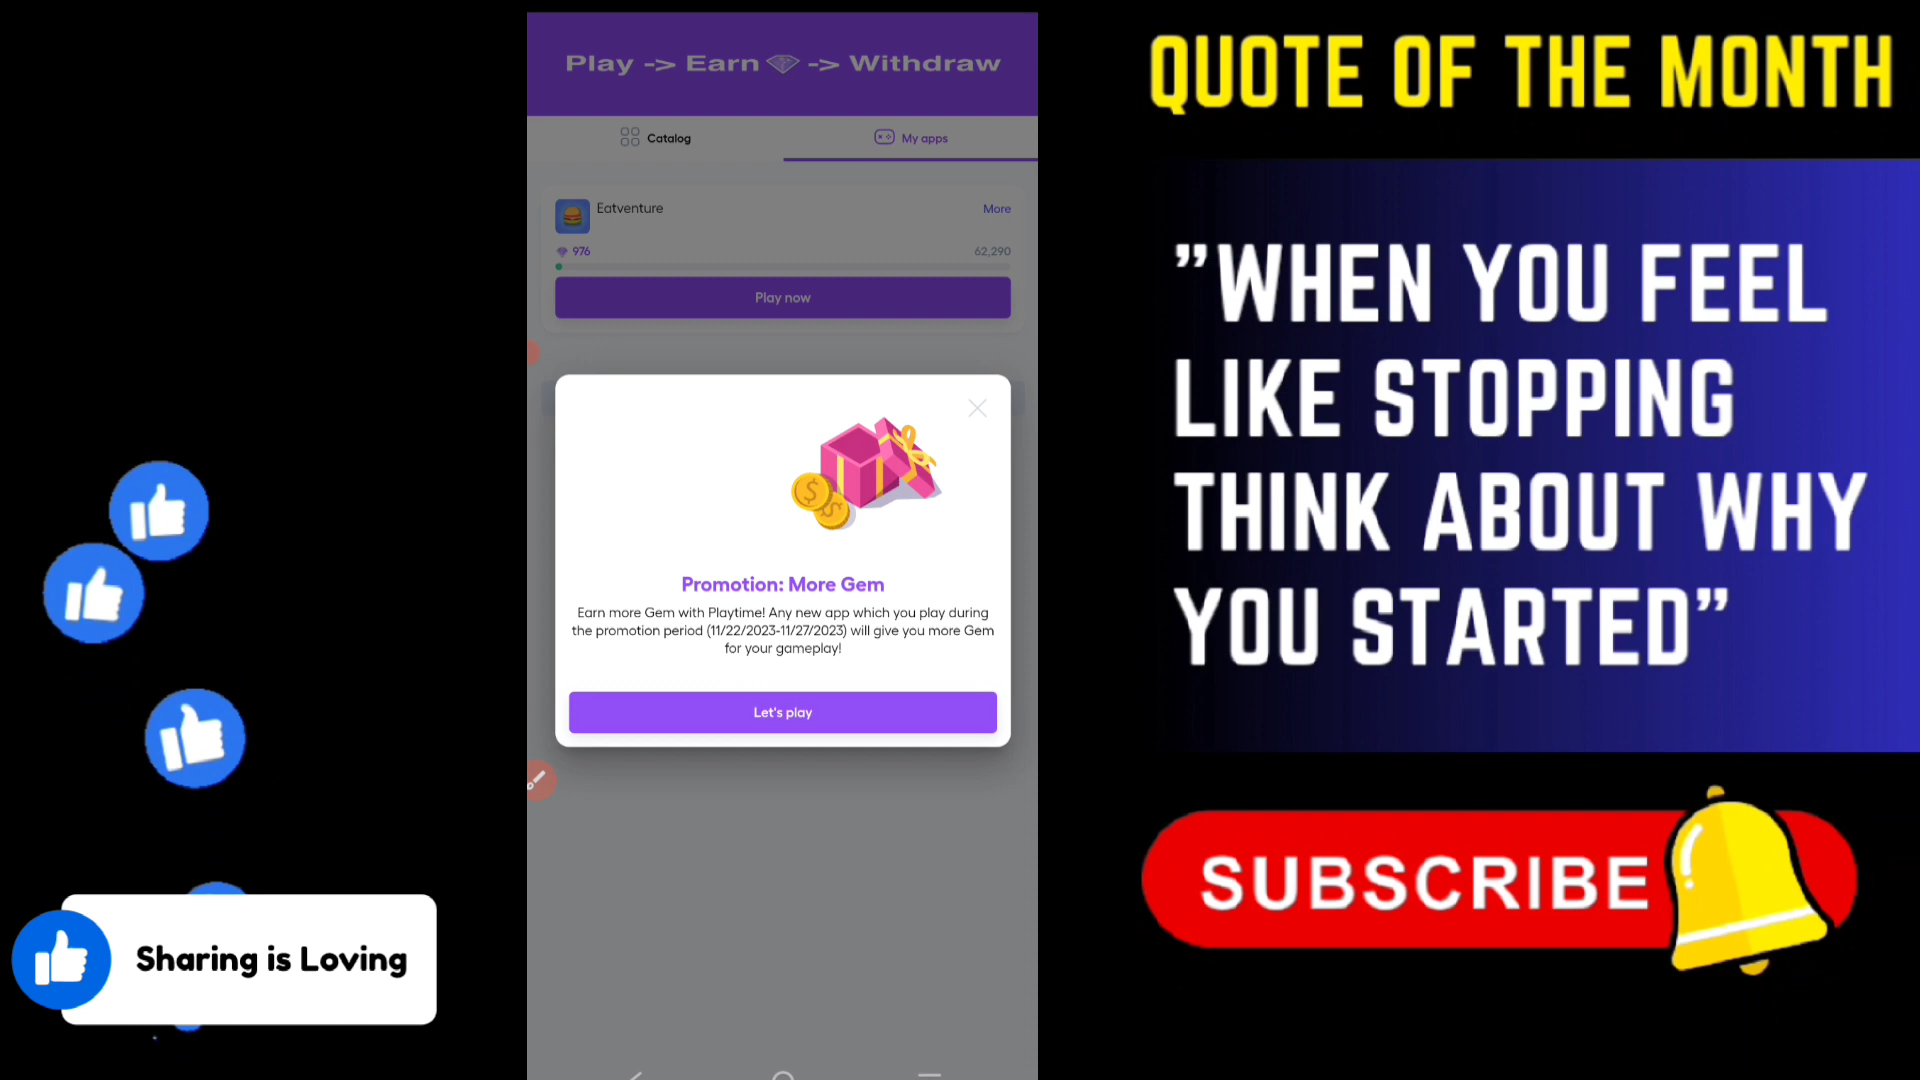 Play -> Earn -> Withdraw
Catalog
My apps
Eatventure
More
976
62,290
Play now
Promotion: More Gem
Earn more Gem with Playtime! Any new app which you play during
the promotion period (11/22/2023-11/27/2023) will give you more Gem
for your gameplay!
Let's play
Sharing is Loving
QUOTE OF THE MONTH
"WHEN YOU FEEL
LIKE STOPPING
THINK ABOUT WHY
YOU STARTED"
SUBSCRIBE